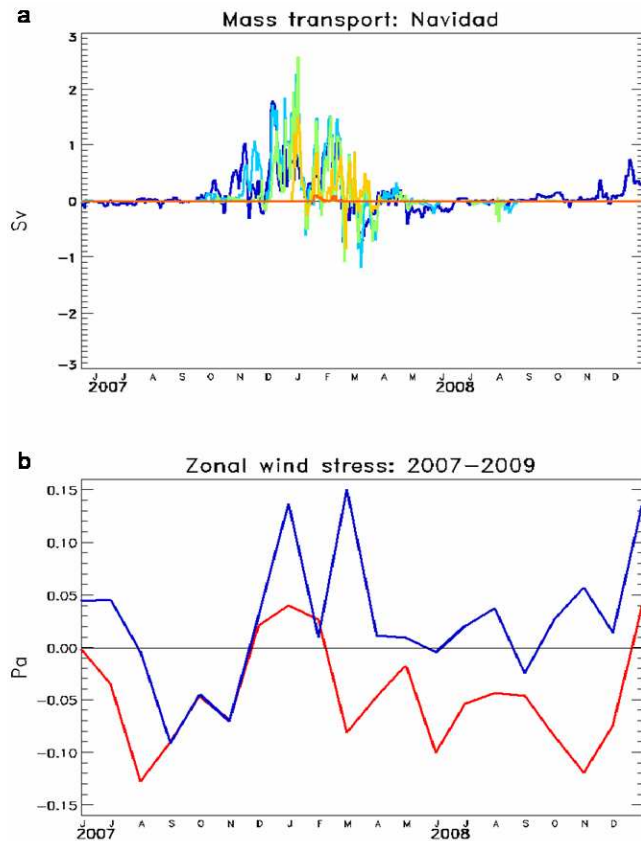 a
Mass transport: Navidad
Sv
3
2
1
0
-1
-2
-3
J J A S O N D J F M A M J J A S O N D
2007 2008
b
Zonal wind stress: 2007-2009
Pa
0.15
0.10
0.05
0.00
-0.05
-0.10
-0.15
J J A S O N D J F M A M J J A S O N D
2007 2008